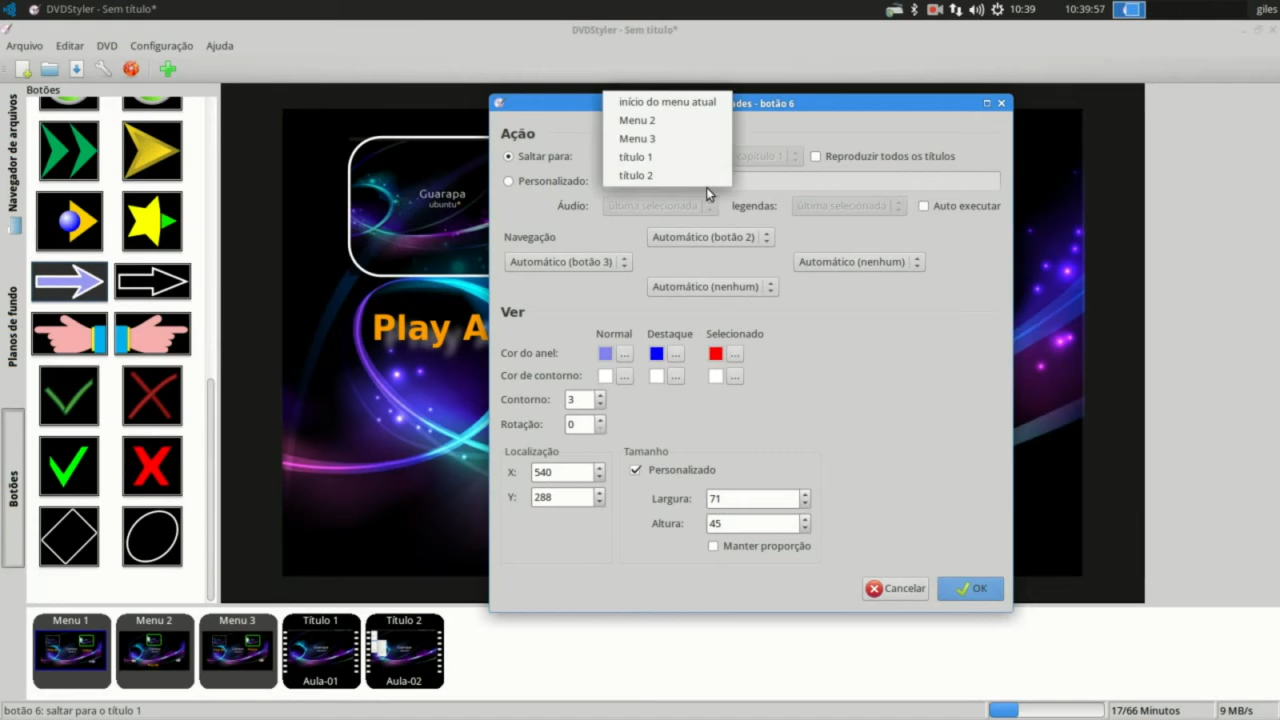 DVDStyler - Sem título*
10:39
10:39:57
giles
DVDStyler - Sem título*
Arquivo Editar DVD Configuração Ajuda
Botões
Navegador de arquivos
Planos de fundo
Botões
Guarapa
ubuntu*
Play A
ades - botão 6
Ação
Saltar para:
início do menu atual
Menu 2
Menu 3
título 1
título 2
capítulo 1
Reproduzir todos os títulos
Personalizado:
Áudio: última selecionada legendas: última selecionada Auto executar
Navegação
Automático (botão 2)
Automático (botão 3)
Automático (nenhum)
Automático (nenhum)
Ver
Normal Destaque Selecionado
Cor do anel: ... ... ...
Cor de contorno: ... ... ...
Contorno: 3
Rotação: 0
Localização
X: 540
Y: 288
Tamanho
Personalizado
Largura: 71
Altura: 45
Manter proporção
Cancelar OK
Menu 1 Menu 2 Menu 3 Título 1 Título 2
Aula-01 Aula-02
botão 6: saltar para o título 1
17/66 Minutos
9 MB/s